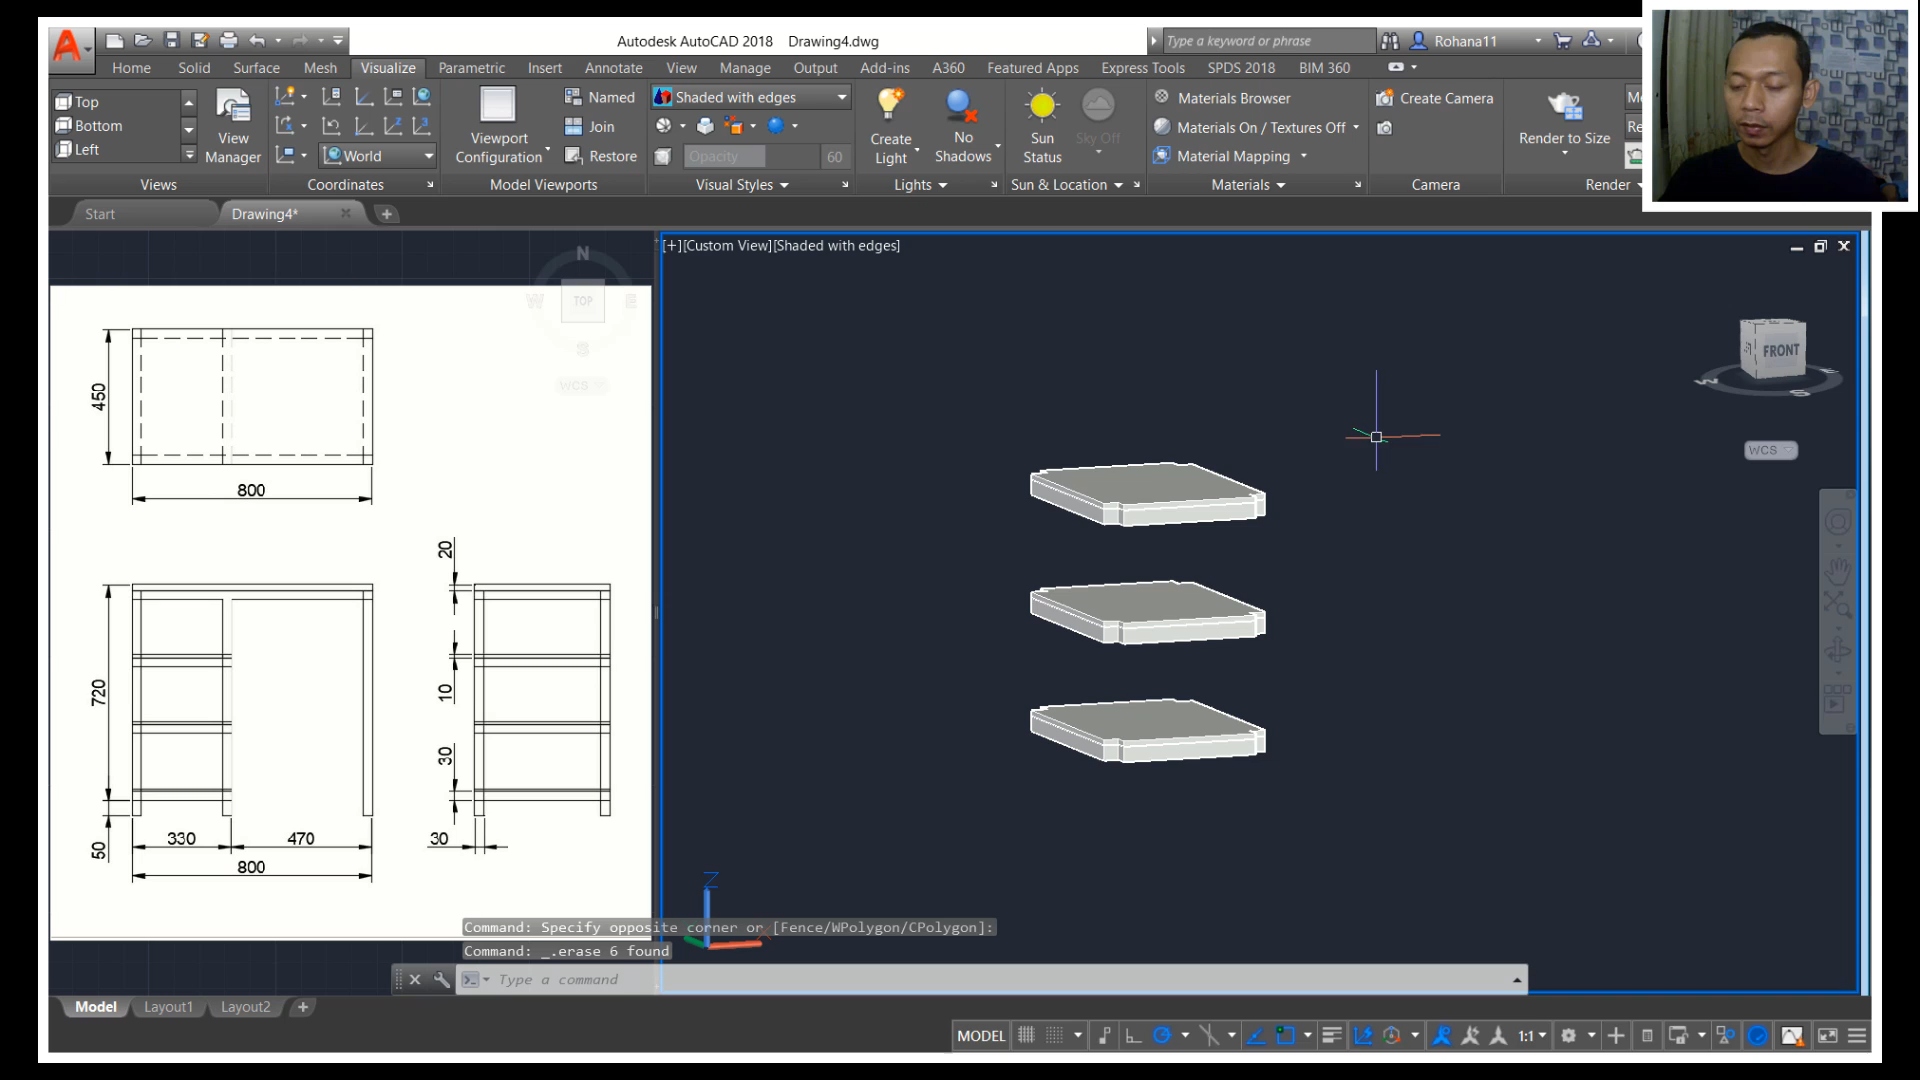 Autodesk AutoCAD 2018 Drawing4.dwg
Type a keyword or phrase
Rohana11
Home Solid Surface Mesh Visualize Parametric Insert Annotate View Manage Output Add-ins A360 Featured Apps Express Tools SPDS 2018 BIM 360
Top
Bottom
Left
View
Manager
World
Viewport
Configuration
Named
Join
Restore
Shaded with edges
Opacity 60
Create
Light
No
Shadows
Sun
Status
Sky Off
Materials Browser
Materials On / Textures Off
Material Mapping
Create Camera
Render to Size
Views Coordinates Model Viewports Visual Styles Lights Sun & Location Materials Camera Render
Start Drawing4*
[+][Custom View][Shaded with edges]
N
W
TOP
S
WCS
FRONT
W
S
E
WCS
450
800
20
720
10
30
50
330
470
30
800
Z
X
Command: Specify opposite corner or [Fence/WPolygon/CPolygon]:
Command: _.erase 6 found
Type a command
Model Layout1 Layout2
MODEL
1:1